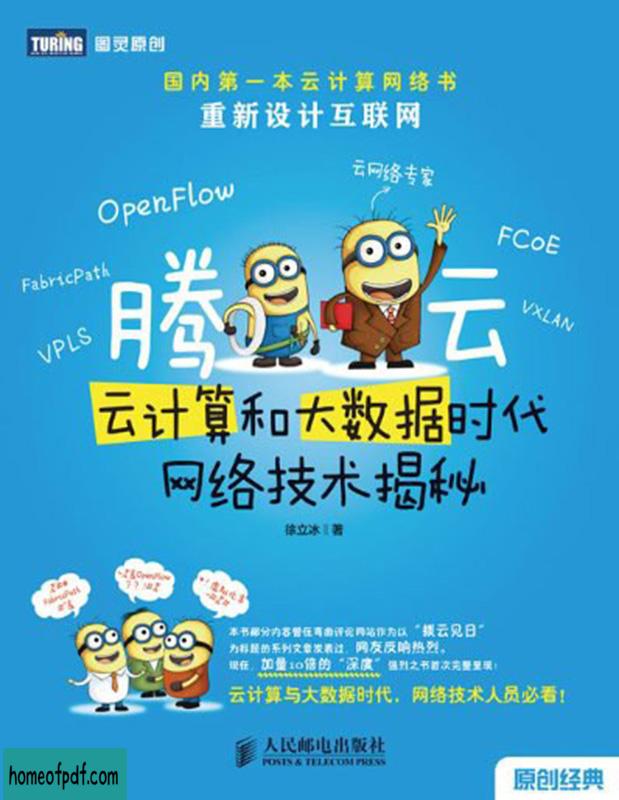 TURING 图灵原创
国内第一本云计算网络书
重新设计互联网
云网络专家
OpenFlow
FCoE
FabricPath
VXLAN
VPLS
腾云
云计算和大数据时代
网络技术揭秘
徐立冰 著
FabricPath
OpenFlow
本书部分内容曾在弯曲评论网站作为以“拨云见日”
为标题的系列文章发表过,网友反响热烈。
现在,加量10倍的“深度”强烈之书首次完整呈现!
云计算与大数据时代,网络技术人员必看!
人民邮电出版社
POSTS & TELECOM PRESS
原创经典
homeofpdf.com